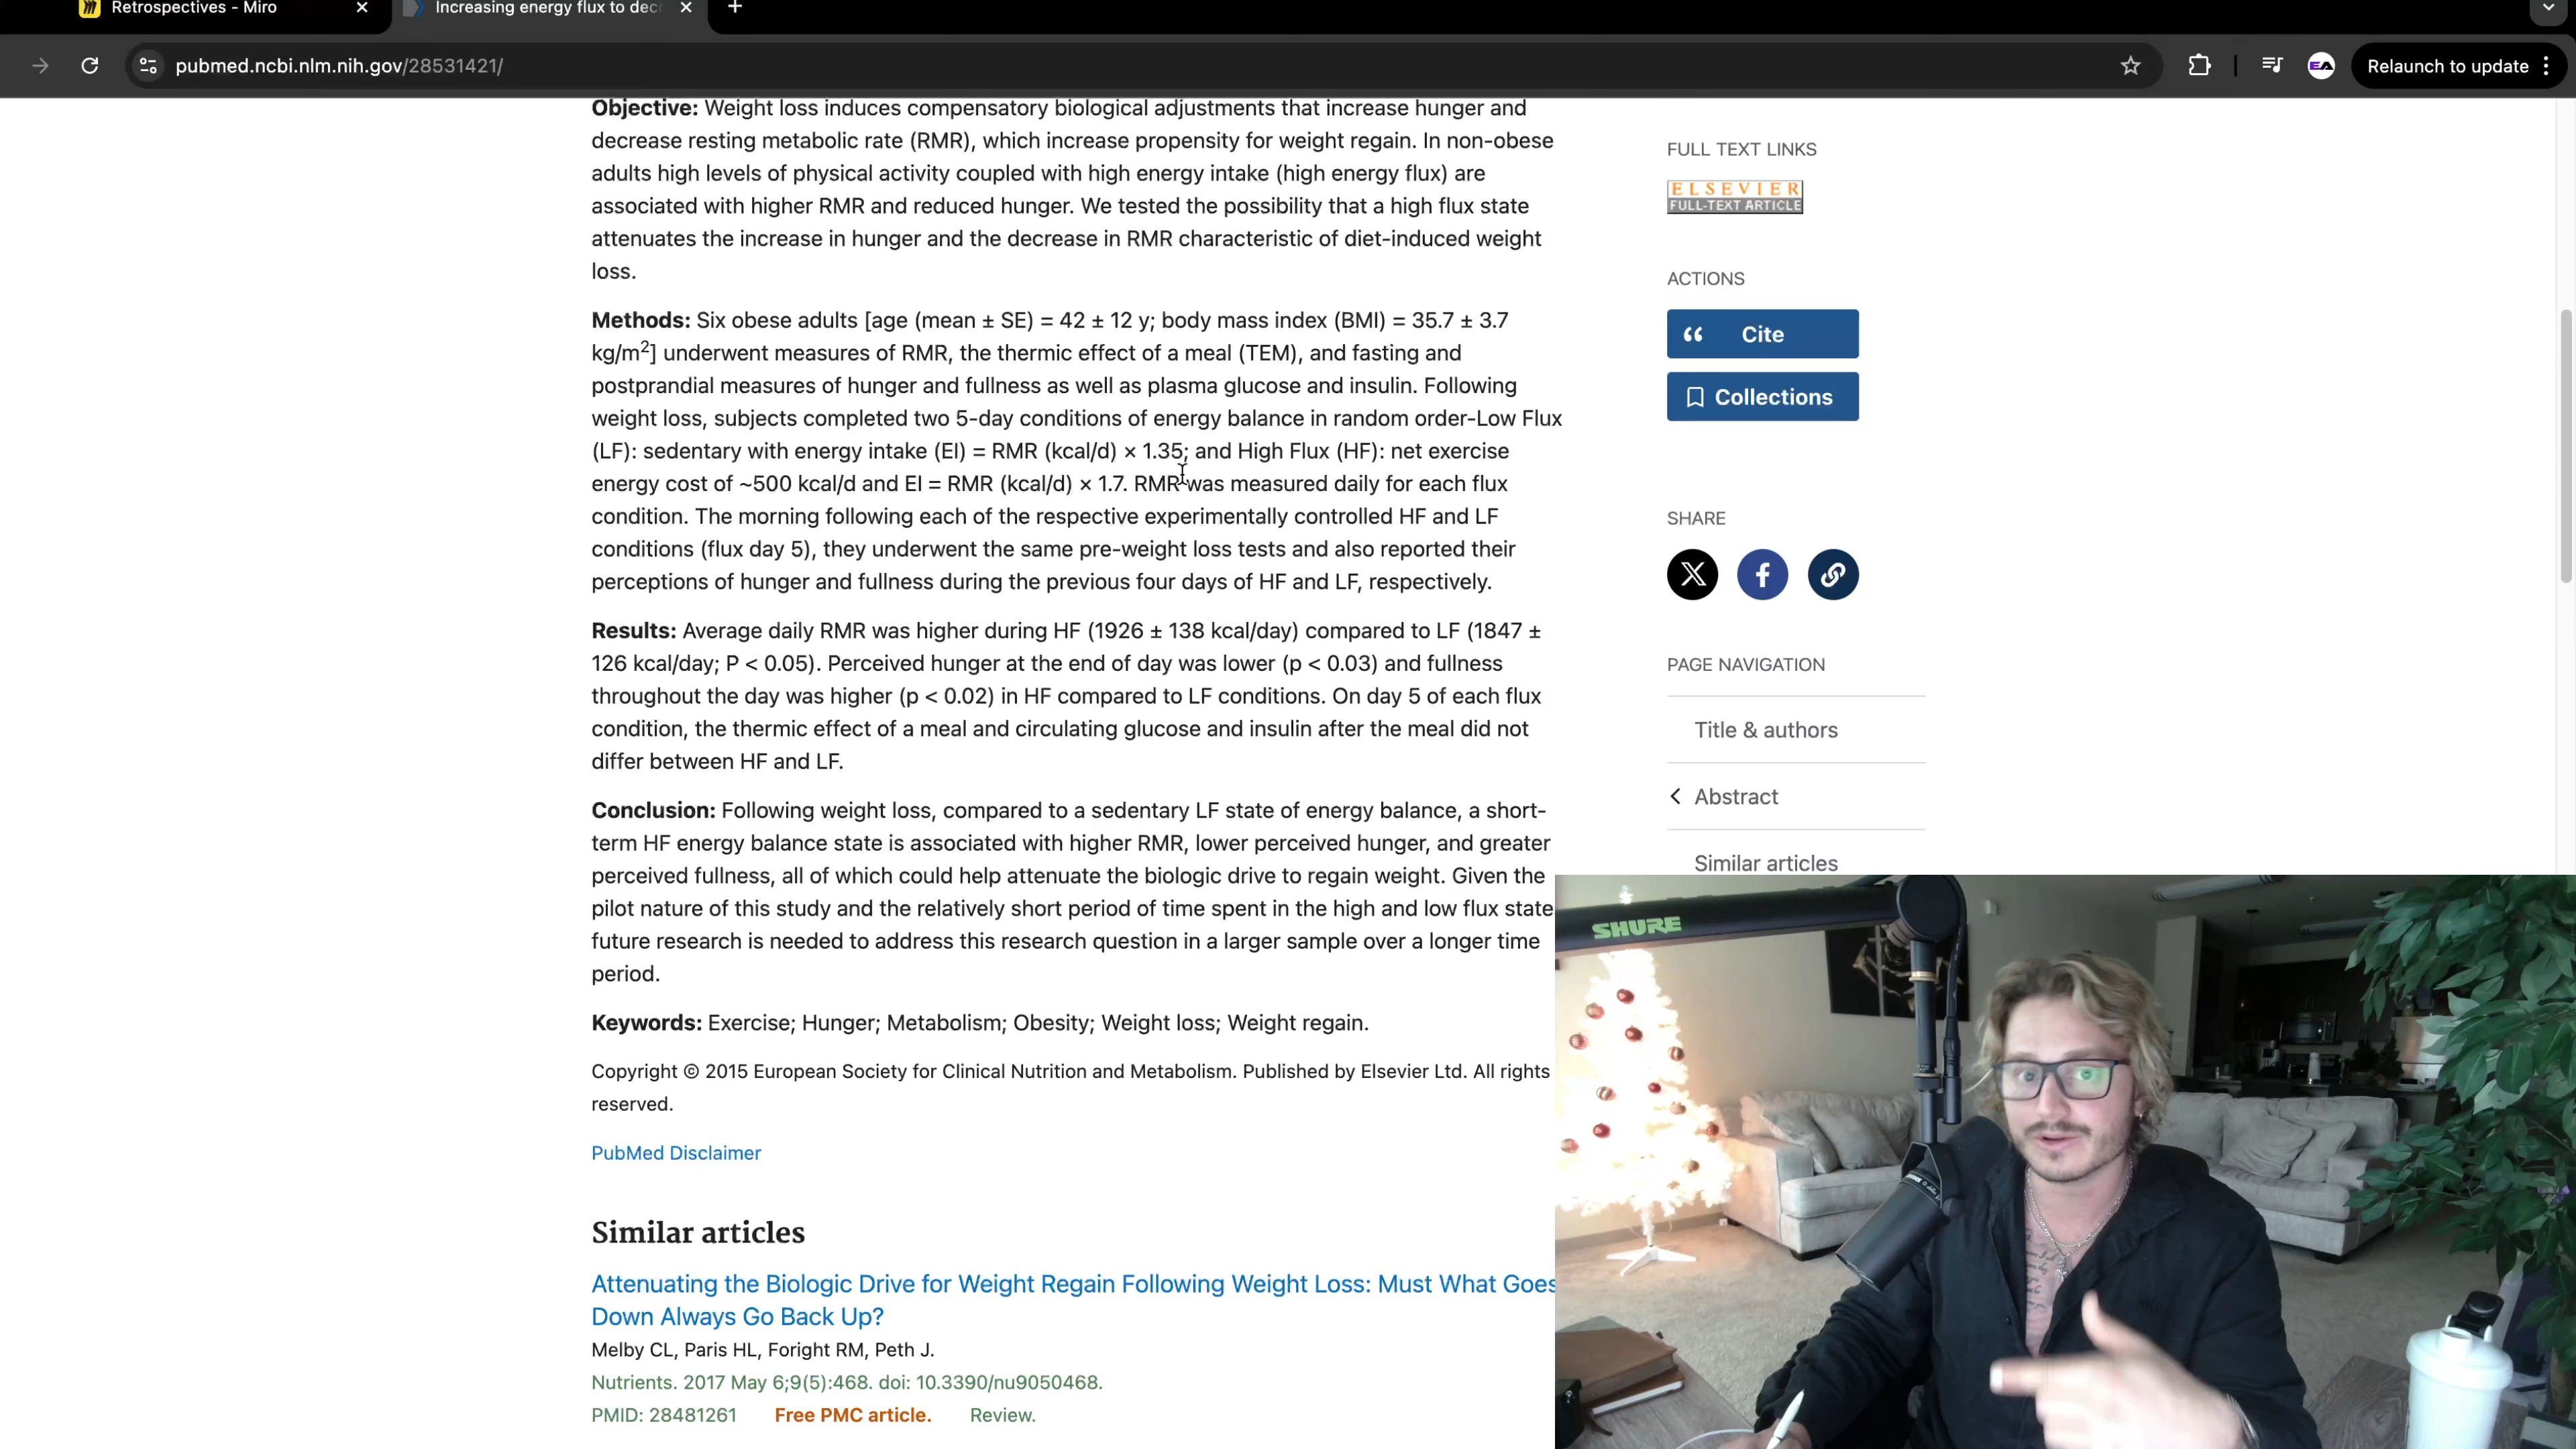 Retrospectives - Miro
Increasing energy flux to decr
pubmed.ncbi.nlm.nih.gov/28531421/
EA
Relaunch to update
Objective: Weight loss induces compensatory biological adjustments that increase hunger and
decrease resting metabolic rate (RMR), which increase propensity for weight regain. In non-obese
adults high levels of physical activity coupled with high energy intake (high energy flux) are
associated with higher RMR and reduced hunger. We tested the possibility that a high flux state
attenuates the increase in hunger and the decrease in RMR characteristic of diet-induced weight
loss.
Methods: Six obese adults [age (mean ± SE) = 42 ± 12 y; body mass index (BMI) = 35.7 ± 3.7
kg/m²] underwent measures of RMR, the thermic effect of a meal (TEM), and fasting and
postprandial measures of hunger and fullness as well as plasma glucose and insulin. Following
weight loss, subjects completed two 5-day conditions of energy balance in random order-Low Flux
(LF): sedentary with energy intake (EI) = RMR (kcal/d) × 1.35; and High Flux (HF): net exercise
energy cost of ~500 kcal/d and EI = RMR (kcal/d) × 1.7. RMR was measured daily for each flux
condition. The morning following each of the respective experimentally controlled HF and LF
conditions (flux day 5), they underwent the same pre-weight loss tests and also reported their
perceptions of hunger and fullness during the previous four days of HF and LF, respectively.
Results: Average daily RMR was higher during HF (1926 ± 138 kcal/day) compared to LF (1847 ±
126 kcal/day; P < 0.05). Perceived hunger at the end of day was lower (p < 0.03) and fullness
throughout the day was higher (p < 0.02) in HF compared to LF conditions. On day 5 of each flux
condition, the thermic effect of a meal and circulating glucose and insulin after the meal did not
differ between HF and LF.
Conclusion: Following weight loss, compared to a sedentary LF state of energy balance, a short-
term HF energy balance state is associated with higher RMR, lower perceived hunger, and greater
perceived fullness, all of which could help attenuate the biologic drive to regain weight. Given the
pilot nature of this study and the relatively short period of time spent in the high and low flux state
future research is needed to address this research question in a larger sample over a longer time
period.
Keywords: Exercise; Hunger; Metabolism; Obesity; Weight loss; Weight regain.
Copyright © 2015 European Society for Clinical Nutrition and Metabolism. Published by Elsevier Ltd. All rights
reserved.
PubMed Disclaimer
Similar articles
Attenuating the Biologic Drive for Weight Regain Following Weight Loss: Must What Goes
Down Always Go Back Up?
Melby CL, Paris HL, Foright RM, Peth J.
Nutrients. 2017 May 6;9(5):468. doi: 10.3390/nu9050468.
PMID: 28481261 Free PMC article. Review.
FULL TEXT LINKS
ELSEVIER
FULL-TEXT ARTICLE
ACTIONS
Cite
Collections
SHARE
PAGE NAVIGATION
Title & authors
Abstract
Similar articles
SHURE